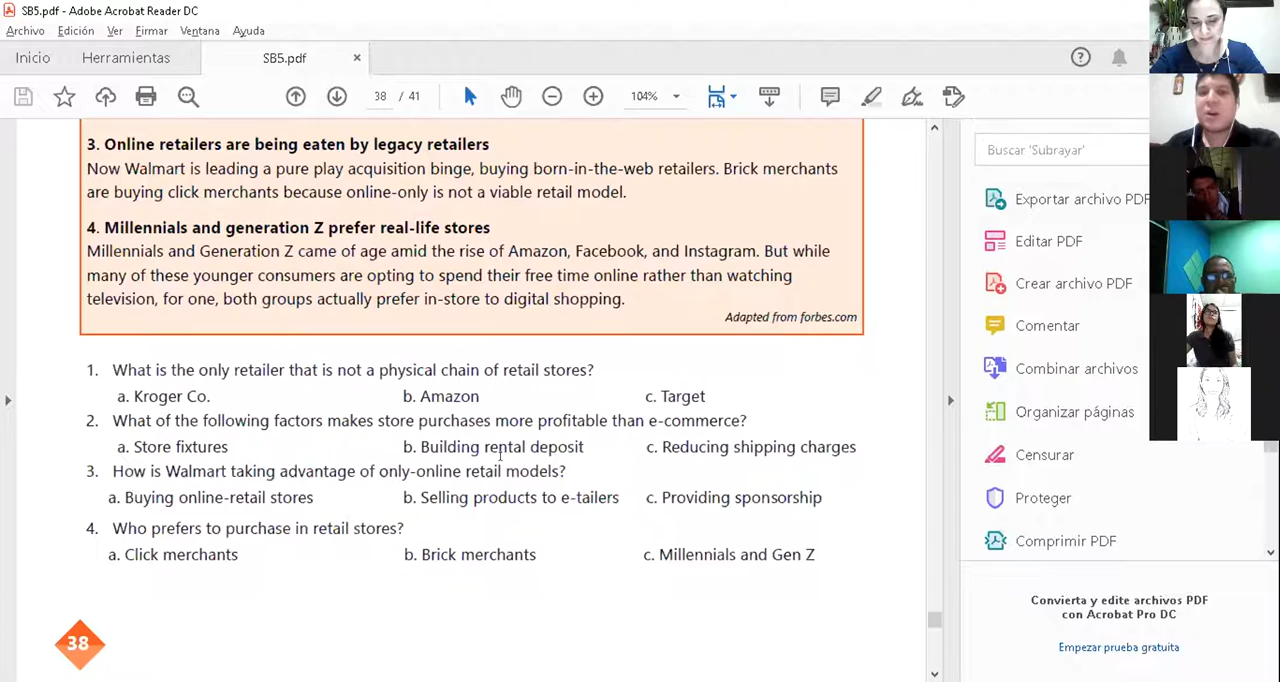 SB5.pdf - Adobe Acrobat Reader DC
Archivo Edición Ver Firmar Ventana Ayuda
Inicio Herramientas SB5.pdf ×
38 / 41 104%
3. Online retailers are being eaten by legacy retailers
Now Walmart is leading a pure play acquisition binge, buying born-in-the-web retailers. Brick merchants
are buying click merchants because online-only is not a viable retail model.
4. Millennials and generation Z prefer real-life stores
Millennials and Generation Z came of age amid the rise of Amazon, Facebook, and Instagram. But while
many of these younger consumers are opting to spend their free time online rather than watching
television, for one, both groups actually prefer in-store to digital shopping.
Adapted from forbes.com
1. What is the only retailer that is not a physical chain of retail stores?
a. Kroger Co. b. Amazon c. Target
2. What of the following factors makes store purchases more profitable than e-commerce?
a. Store fixtures b. Building rental deposit c. Reducing shipping charges
3. How is Walmart taking advantage of only-online retail models?
a. Buying online-retail stores b. Selling products to e-tailers c. Providing sponsorship
4. Who prefers to purchase in retail stores?
a. Click merchants b. Brick merchants c. Millennials and Gen Z
38
Buscar 'Subrayar'
Exportar archivo PDF
Editar PDF
Crear archivo PDF
Comentar
Combinar archivos
Organizar páginas
Censurar
Proteger
Comprimir PDF
Convierta y edite archivos PDF
con Acrobat Pro DC
Empezar prueba gratuita